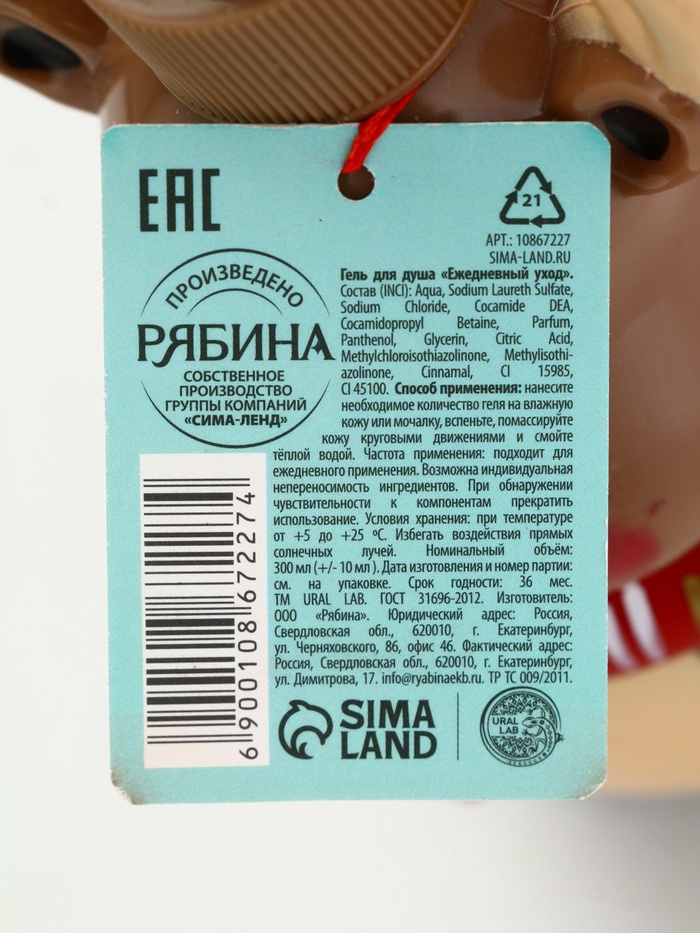 ЕАС
21
АРТ.: 10867227
SIMA-LAND.RU
ПРОИЗВЕДЕНО
РЯБИНА
СОБСТВЕННОЕ
ПРОИЗВОДСТВО
ГРУППЫ КОМПАНИЙ
«СИМА-ЛЕНД»
Гель для душа «Ежедневный уход».
Состав (INCI): Aqua, Sodium Laureth Sulfate,
Sodium Chloride, Cocamide DEA,
Cocamidopropyl Betaine, Parfum,
Panthenol, Glycerin, Citric Acid,
Methylchloroisothiazolinone, Methylisothi-
azolinone, Cinnamal, CI 15985,
CI 45100. Способ применения: нанесите
необходимое количество геля на влажную
кожу или мочалку, вспеньте, помассируйте
кожу круговыми движениями и смойте
тёплой водой. Частота применения: подходит для
ежедневного применения. Возможна индивидуальная
непереносимость ингредиентов. При обнаружении
чувствительности к компонентам прекратить
использование. Условия хранения: при температуре
от +5 до +25 ºС. Избегать воздействия прямых
солнечных лучей. Номинальный объём:
300 мл (+/- 10 мл ). Дата изготовления и номер партии:
см. на упаковке. Срок годности: 36 мес.
ТМ URAL LAB. ГОСТ 31696-2012. Изготовитель:
ООО «Рябина». Юридический адрес: Россия,
Свердловская обл., 620010, г. Екатеринбург,
ул. Черняховского, 86, офис 46. Фактический адрес:
Россия, Свердловская обл., 620010, г. Екатеринбург,
ул. Димитрова, 17. info@ryabinaekb.ru. ТР ТС 009/2011.
6 900108 672274
SIMA
LAND
URAL
LAB